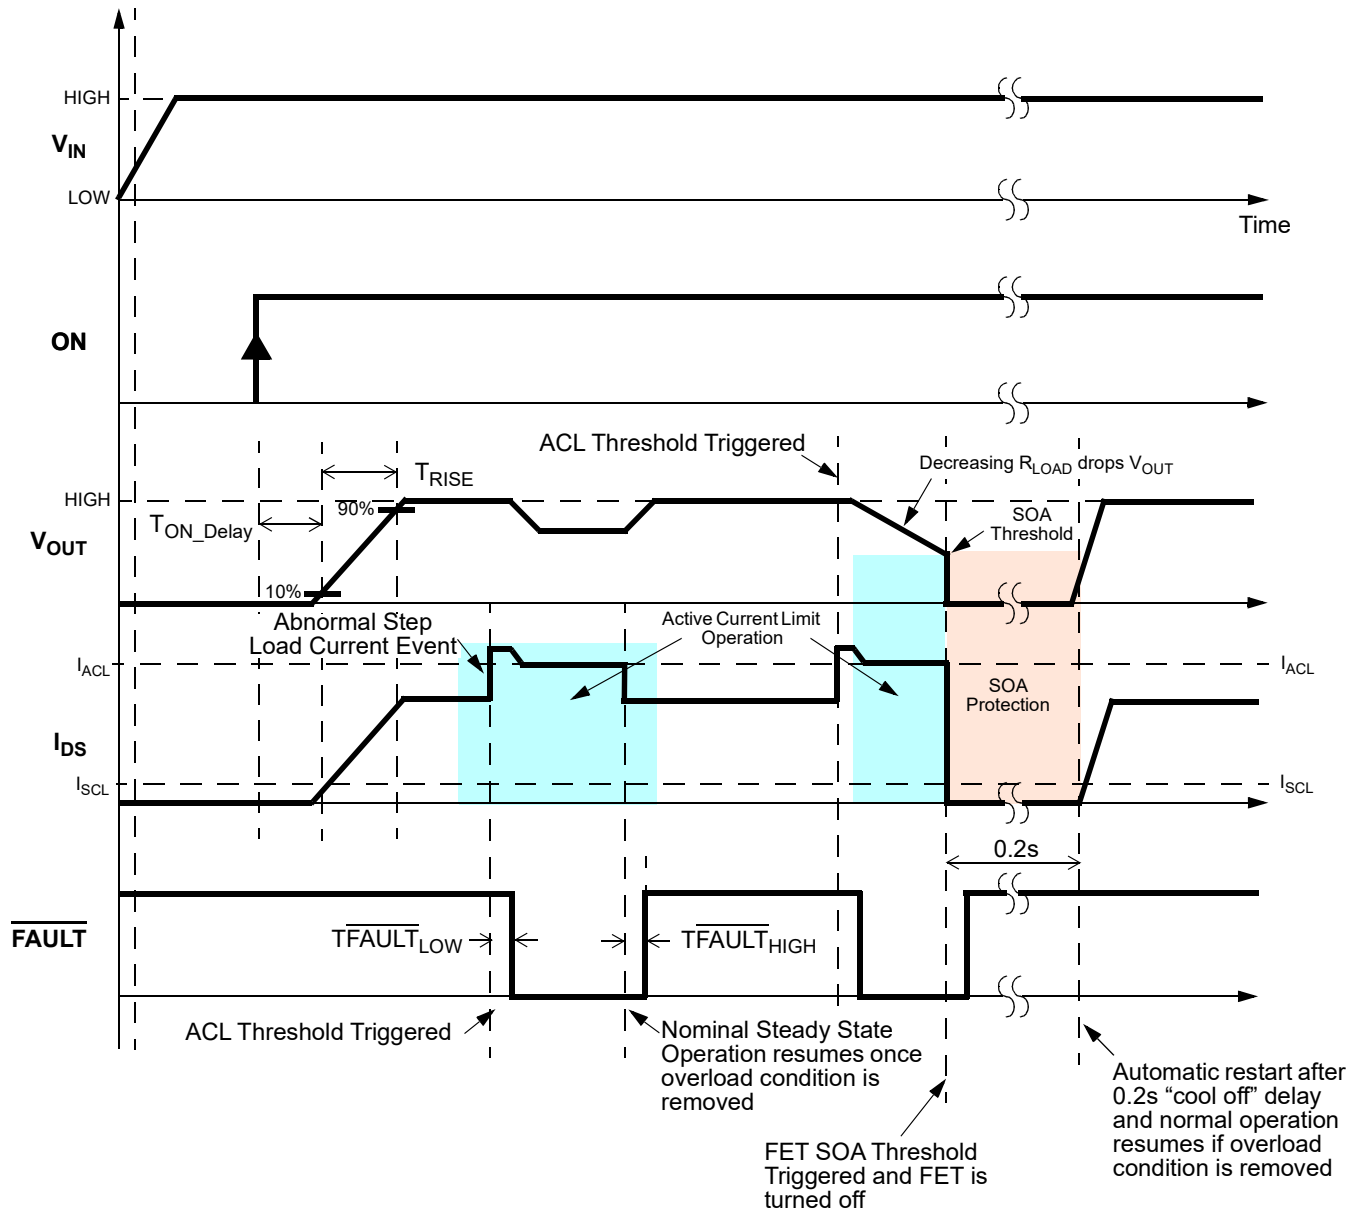 HIGH
VIN
LOW
Time
ON
ACL Threshold Triggered
Decreasing RLOAD drops VOUT
TRISE
HIGH
90%
TON_Delay
SOA
Threshold
VOUT
10%
Abnormal Step
Load Current Event
Active Current Limit
Operation
IACL
IACL
SOA
Protection
IDS
ISCL
ISCL
0.2s
FAULT
TFAULTLOW
TFAULTHIGH
ACL Threshold Triggered
Nominal Steady State
Operation resumes once
overload condition is
removed
Automatic restart after
0.2s “cool off” delay
and normal operation
resumes if overload
condition is removed
FET SOA Threshold
Triggered and FET is
turned off